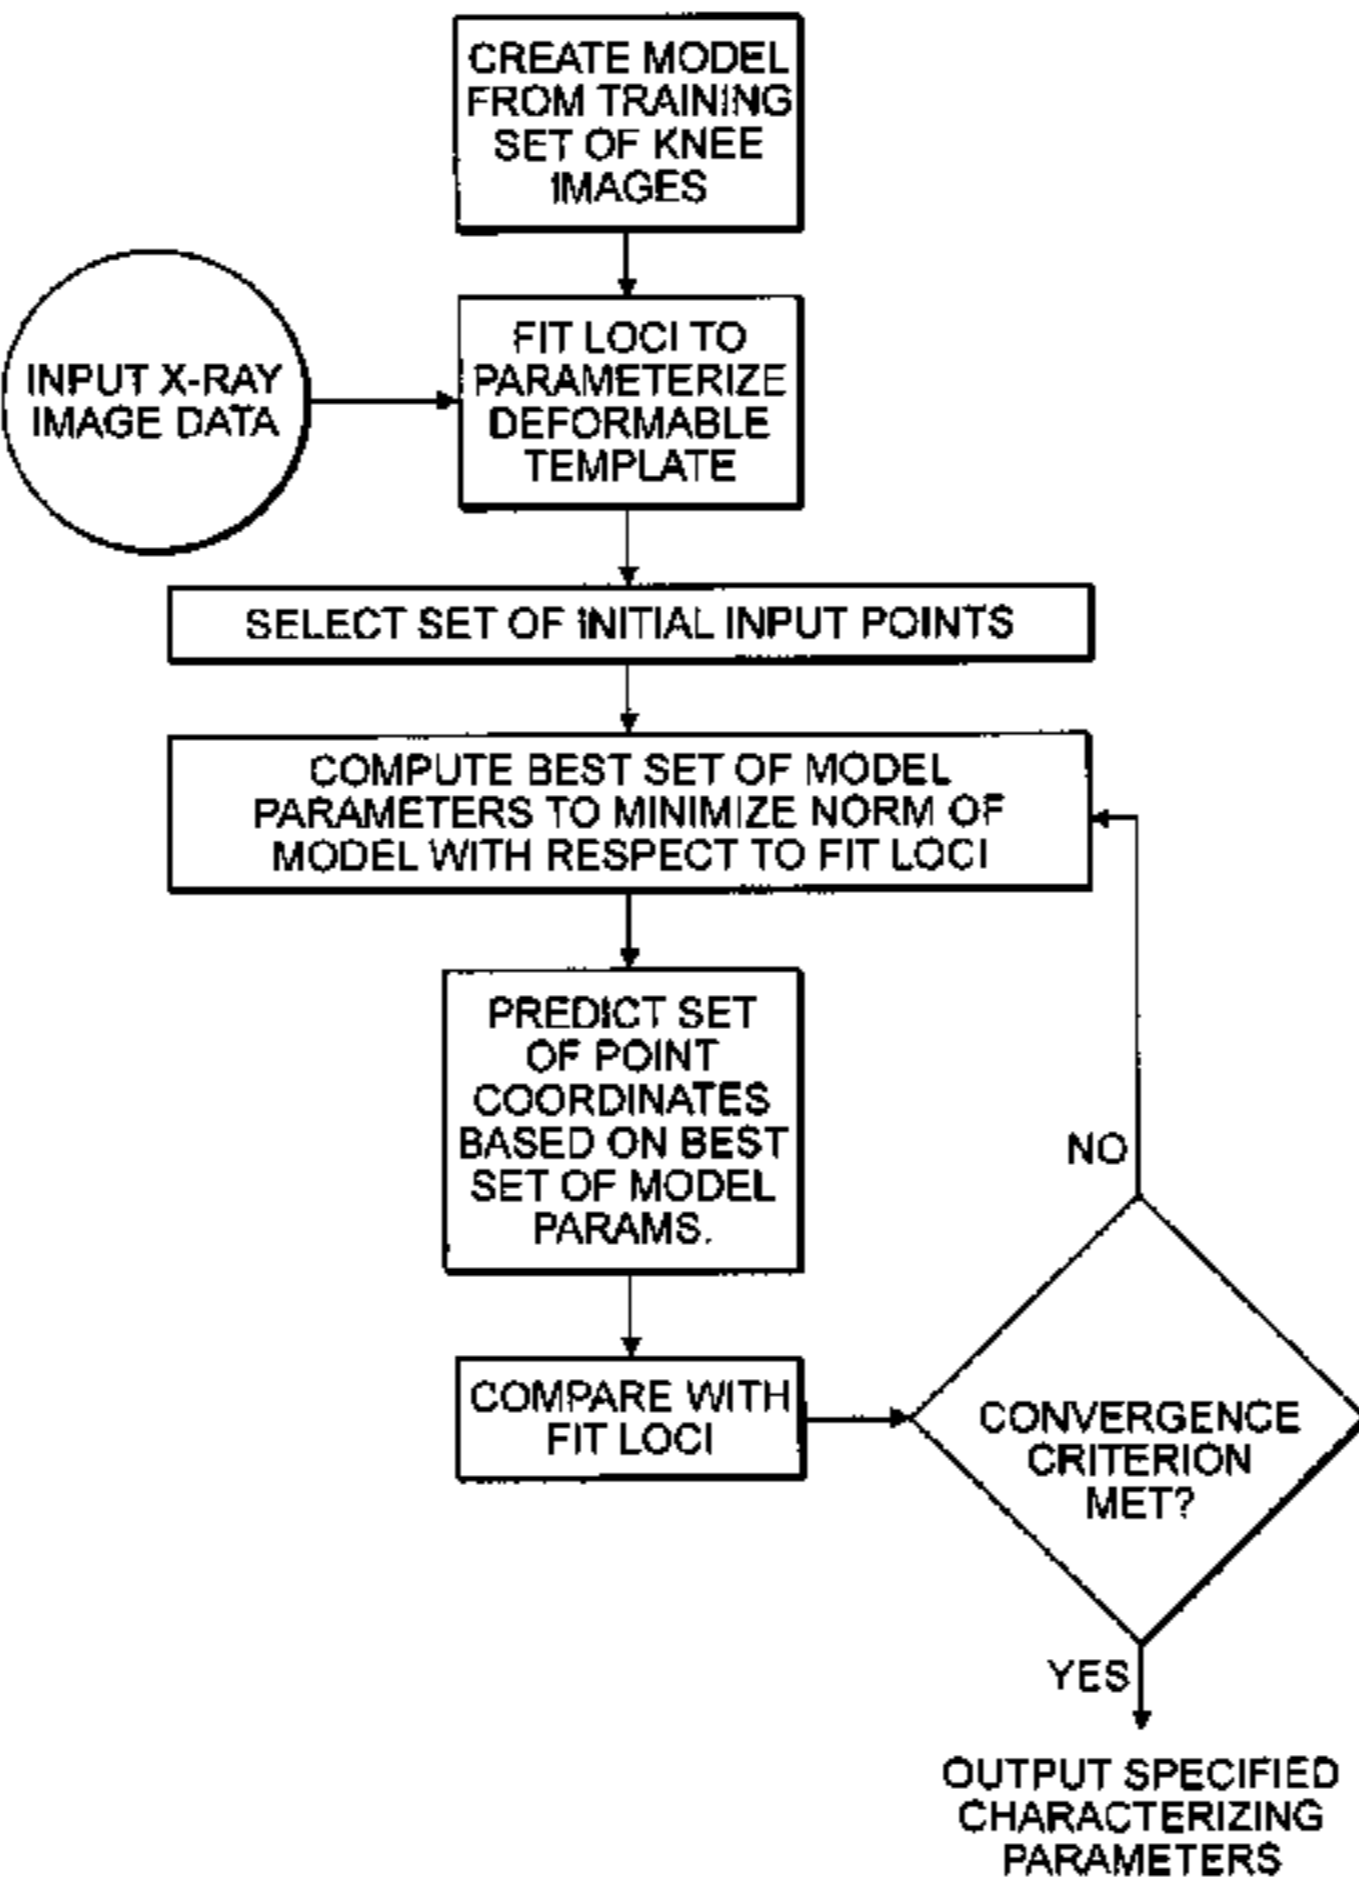 CREATE MODEL
FROM TRAINING
SET OF KNEE
IMAGES
INPUT X-RAY
IMAGE DATA
FIT LOCI TO
PARAMETERIZE
DEFORMABLE
TEMPLATE
SELECT SET OF INITIAL INPUT POINTS
COMPUTE BEST SET OF MODEL
PARAMETERS TO MINIMIZE NORM OF
MODEL WITH RESPECT TO FIT LOCI
PREDICT SET
OF POINT
COORDINATES
BASED ON BEST
SET OF MODEL
PARAMS.
NO
COMPARE WITH
FIT LOCI
CONVERGENCE
CRITERION
MET?
YES
OUTPUT SPECIFIED
CHARACTERIZING
PARAMETERS